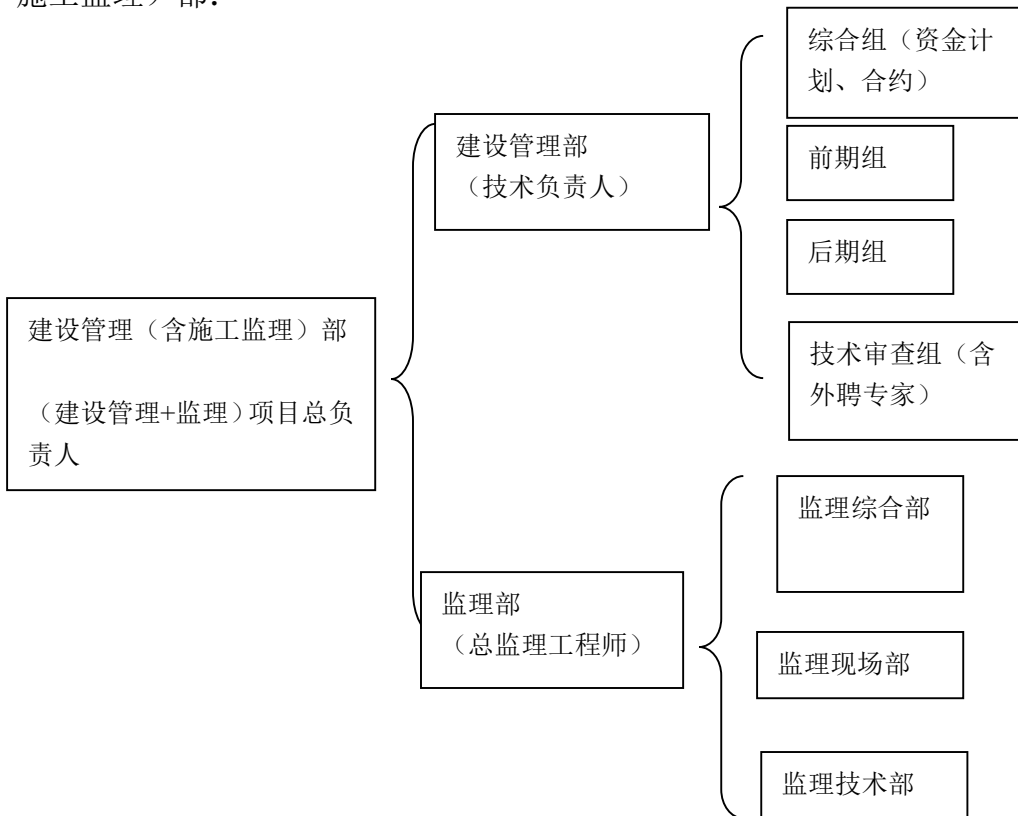 施工监理）部：
综合组（资金计
划、合约）
建设管理部
（技术负责人）
前期组
后期组
建设管理（含施工监理）部
（建设管理+监理）项目总负
责人
技术审查组（含
外聘专家）
监理综合部
监理部
（总监理工程师）
监理现场部
监理技术部